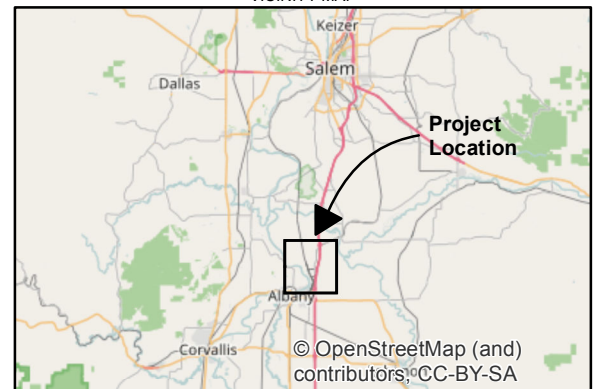 Keizer
Salem
Dallas
Project
Location
Albany
Corvallis
© OpenStreetMap (and)
contributors, CC-BY-SA